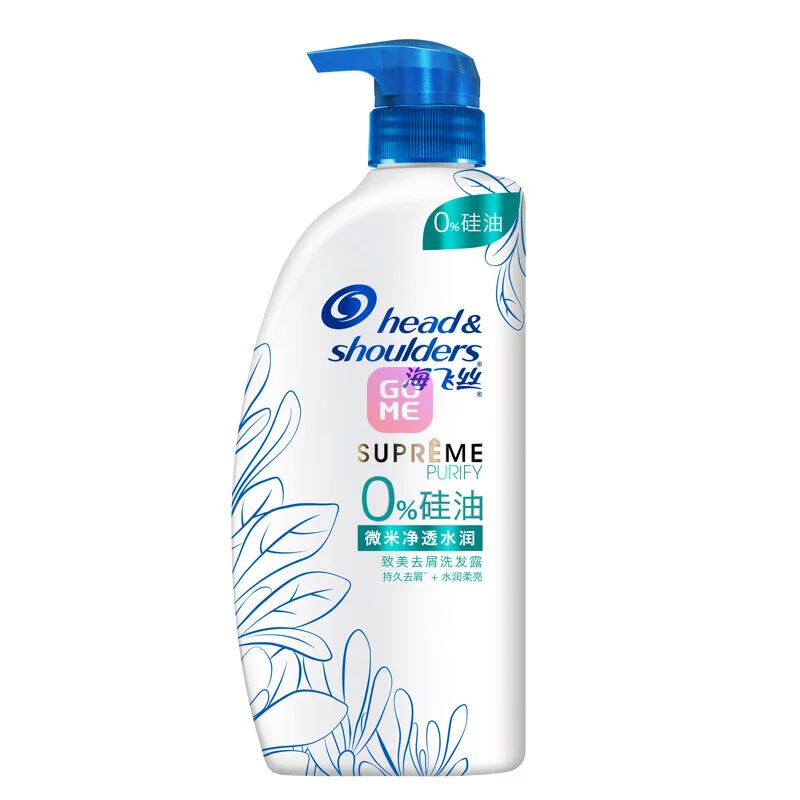 0%硅油
head &
shoulders®
海飞丝®
GO
ME
SUPRÊME
PURIFY
0%硅油
微米净透水润
致美去屑洗发露
持久去屑¯ + 水润柔亮